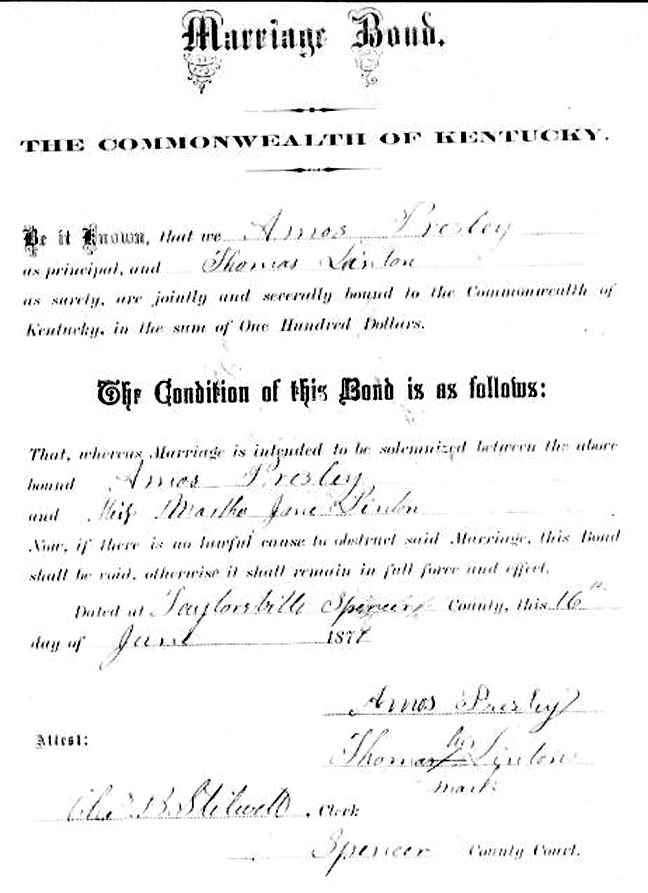 Marriage Bond.
THE COMMONWEALTH OF KENTUCKY.
Be it Known, that we Amos Presley
as principal, and Thomas Linton
as surety, are jointly and severally bound to the Commonwealth of
Kentucky, in the sum of One Hundred Dollars.
The Condition of this Bond is as follows:
That, whereas Marriage is intended to be solemnized between the above
bound Amos Presley
and Miss Martha Jane Linton
Now, if there is no lawful cause to obstruct said Marriage, this Bond
shall be void, otherwise it shall remain in full force and effect.
Dated at Taylorsville Spencer County, this 16th
day of June 187
Amos Presley
Attest:
his
Thomas X Linton
mark
B. Stilwell, Clerk
Spencer County Court.